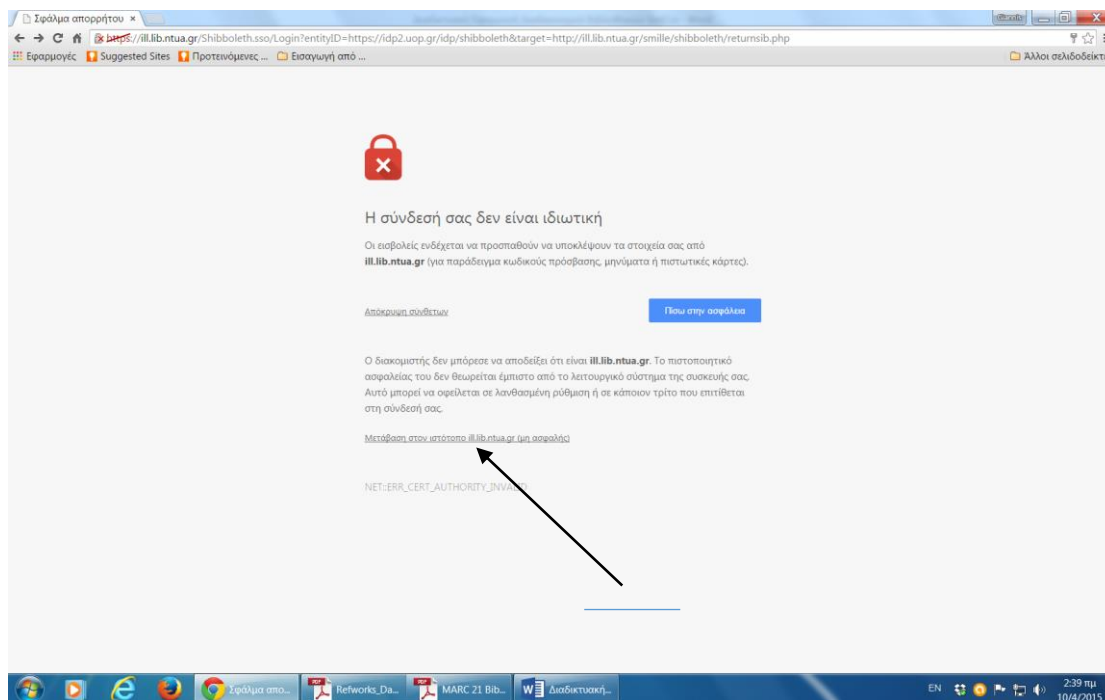 Σφάλμα απορρήτου ×
https://ill.lib.ntua.gr/Shibboleth.sso/Login?entityID=https://idp2.uop.gr/idp/shibboleth&target=http://ill.lib.ntua.gr/smille/shibboleth/returnsib.php
Εφαρμογές Suggested Sites Προτεινόμενες ... Εισαγωγή από ... Άλλοι σελιδοδείκτ
Η σύνδεσή σας δεν είναι ιδιωτική
Οι εισβολείς ενδέχεται να προσπαθούν να υποκλέψουν τα στοιχεία σας από
ill.lib.ntua.gr (για παράδειγμα κωδικούς πρόσβασης, μηνύματα ή πιστωτικές κάρτες).
Απόκρυψη σύνθετων Πίσω στην ασφάλεια
Ο διακομιστής δεν μπόρεσε να αποδείξει ότι είναι ill.lib.ntua.gr. Το πιστοποιητικό
ασφαλείας του δεν θεωρείται έμπιστο από το λειτουργικό σύστημα της συσκευής σας.
Αυτό μπορεί να οφείλεται σε λανθασμένη ρύθμιση ή σε κάποιον τρίτο που επιτίθεται
στη σύνδεσή σας.
Μετάβαση στον ιστότοπο ill.lib.ntua.gr (μη ασφαλής)
NET::ERR_CERT_AUTHORITY_INVALID
Σφάλμα απο... Refworks_Da... MARC 21 Bib... Διαδικτυακή... EN 2:39 πμ
10/4/2015